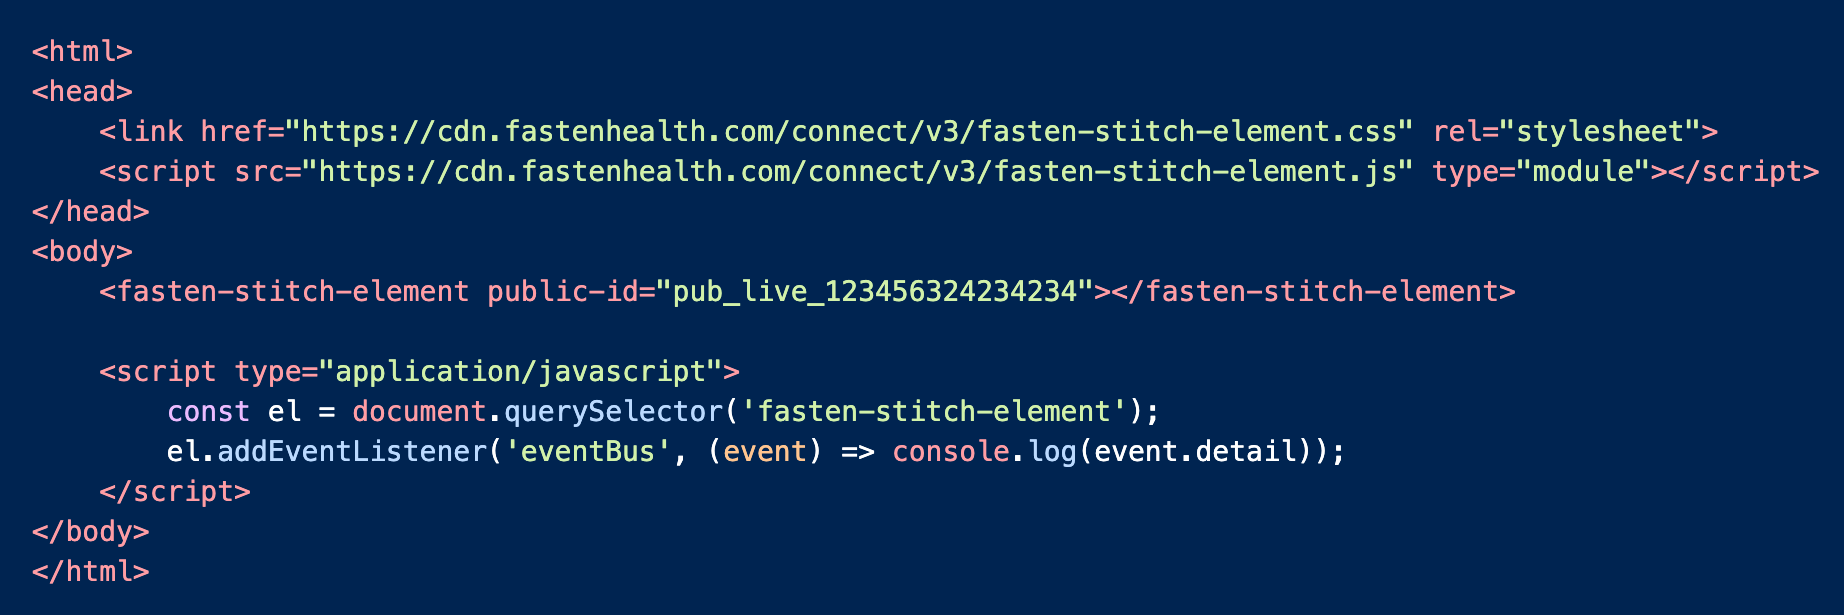 <html>
<head>
    <link href="https://cdn.fastenhealth.com/connect/v3/fasten-stitch-element.css" rel="stylesheet">
    <script src="https://cdn.fastenhealth.com/connect/v3/fasten-stitch-element.js" type="module"></script>
</head>
<body>
    <fasten-stitch-element public-id="pub_live_123456324234234"></fasten-stitch-element>

    <script type="application/javascript">
        const el = document.querySelector('fasten-stitch-element');
        el.addEventListener('eventBus', (event) => console.log(event.detail));
    </script>
</body>
</html>